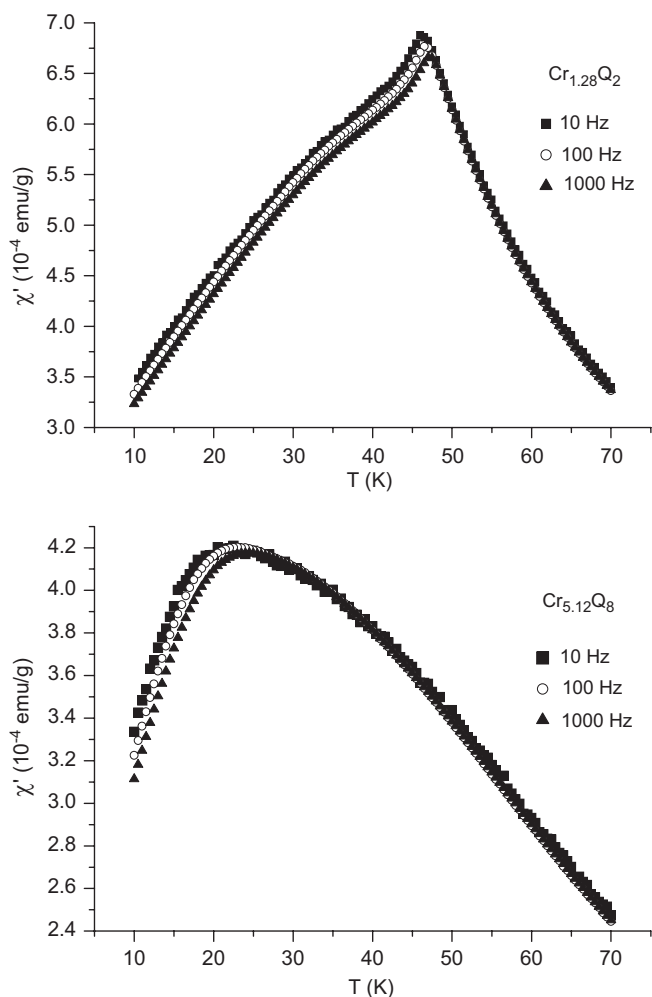 7.0
6.5
6.0
5.5
5.0
4.5
4.0
3.5
3.0
χ' (10⁻⁴ emu/g)
Cr₁.₂₈Q₂
10 Hz
100 Hz
1000 Hz
10 20 30 40 50 60 70
T (K)
4.2
4.0
3.8
3.6
3.4
3.2
3.0
2.8
2.6
2.4
χ' (10⁻⁴ emu/g)
Cr₅.₁₂Q₈
10 Hz
100 Hz
1000 Hz
10 20 30 40 50 60 70
T (K)